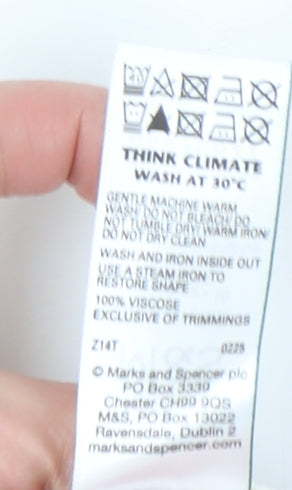 THINK CLIMATE
WASH AT 30°C
GENTLE MACHINE WARM
WASH/ DO NOT BLEACH/ DO
NOT TUMBLE DRY/ WARM IRON/
DO NOT DRY CLEAN
WASH AND IRON INSIDE OUT
USE A STEAM IRON TO
RESTORE SHAPE
100% VISCOSE
EXCLUSIVE OF TRIMMINGS
Z14T 0225
© Marks and Spencer plc
PO Box 3339
Chester CH99 9QS
M&S, PO Box 13022
Ravensdale, Dublin 2
marksandspencer.com